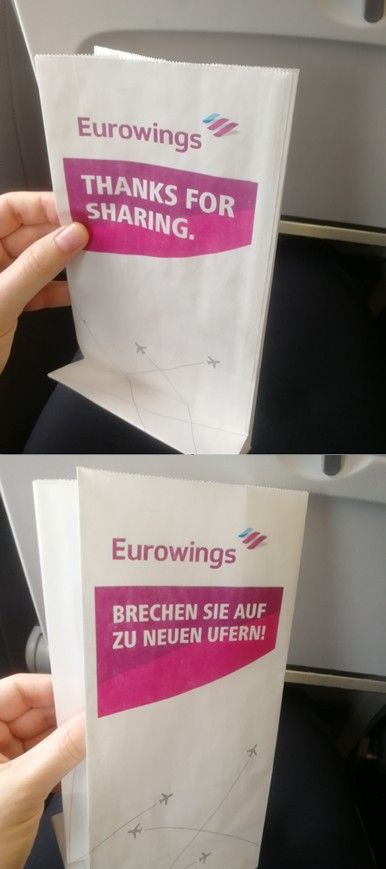 Eurowings
THANKS FOR
SHARING.
Eurowings
BRECHEN SIE AUF
ZU NEUEN UFERN!